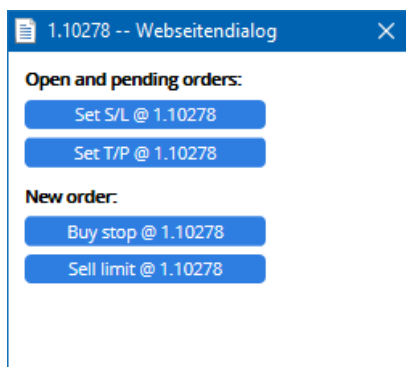 1.10278 -- Webseitendialog
Open and pending orders:
Set S/L @ 1.10278
Set T/P @ 1.10278
New order:
Buy stop @ 1.10278
Sell limit @ 1.10278